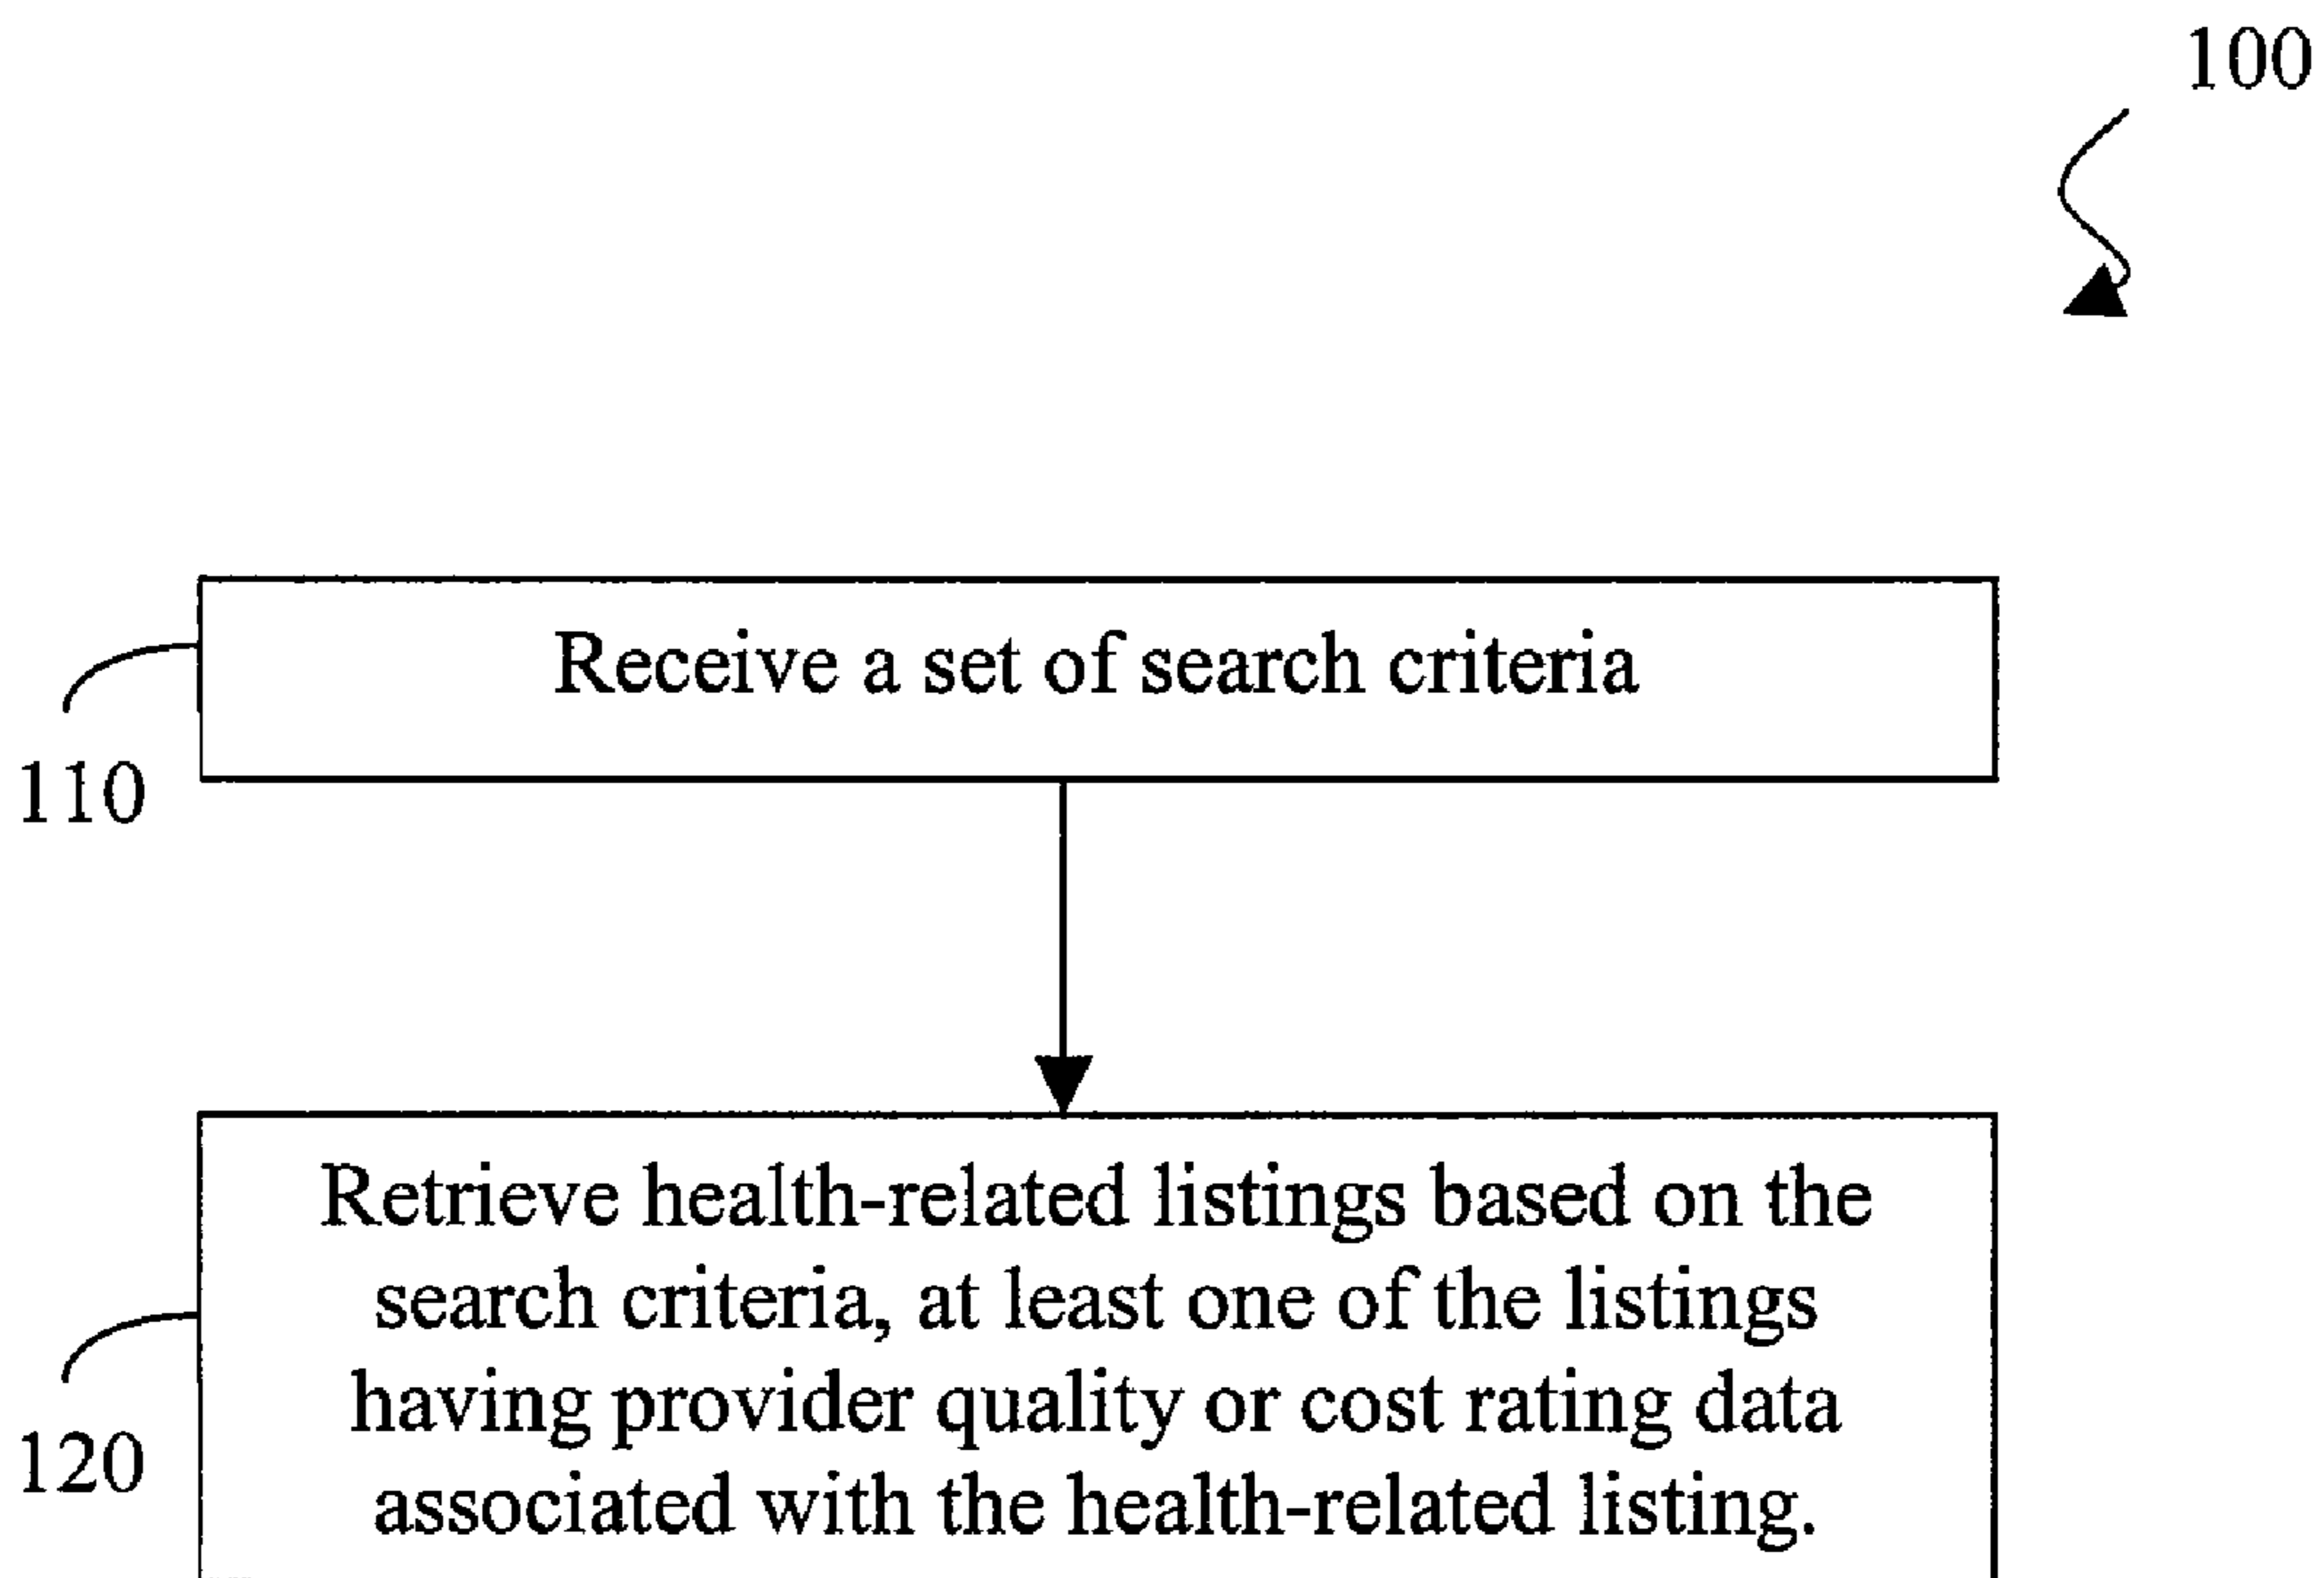 100
Receive a set of search criteria
110
Retrieve health-related listings based on the
search criteria, at least one of the listings
having provider quality or cost rating data
associated with the health-related listing.
120